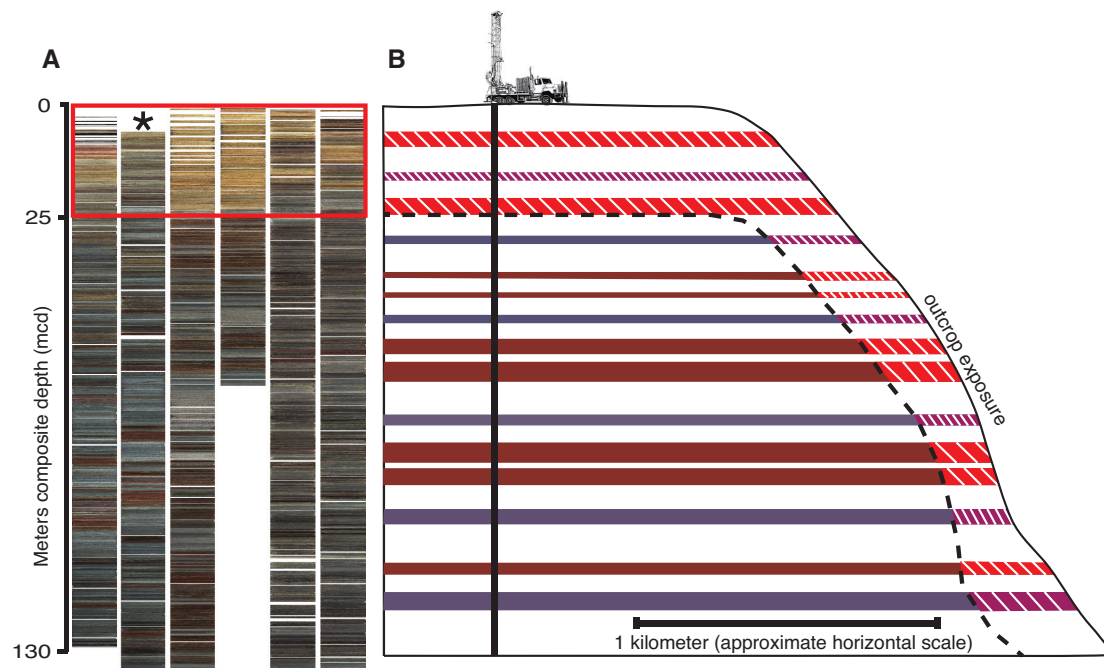 A
B
0
*
25
Meters composite depth (mcd)
outcrop exposure
130
1 kilometer (approximate horizontal scale)